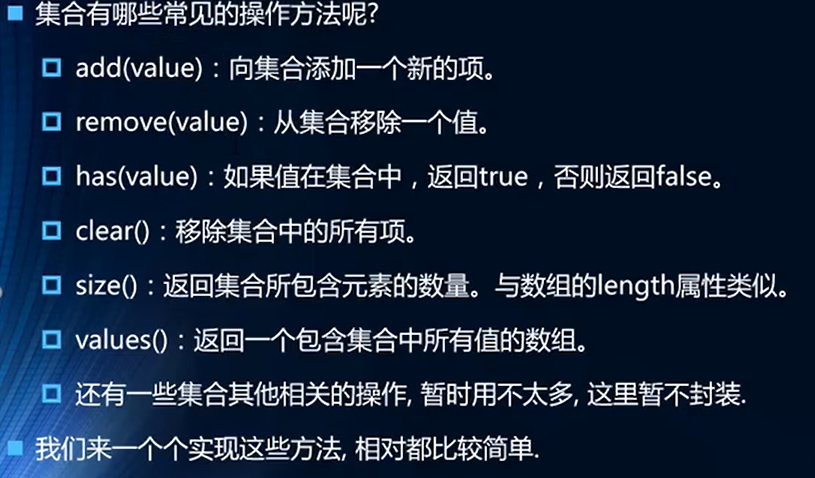 集合有哪些常见的操作方法呢?
add(value)：向集合添加一个新的项。
remove(value)：从集合移除一个值。
has(value)：如果值在集合中，返回true，否则返回false。
clear()：移除集合中的所有项。
size()：返回集合所包含元素的数量。与数组的length属性类似。
values()：返回一个包含集合中所有值的数组。
还有一些集合其他相关的操作, 暂时用不太多, 这里暂不封装.
我们来一个个实现这些方法, 相对都比较简单.